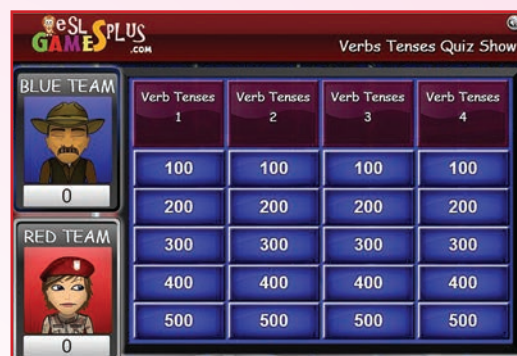 eSL
GAMESPLUS
.COM
Verbs Tenses Quiz Show
BLUE TEAM
0
RED TEAM
0
Verb Tenses
1
Verb Tenses
2
Verb Tenses
3
Verb Tenses
4
100 100 100 100
200 200 200 200
300 300 300 300
400 400 400 400
500 500 500 500